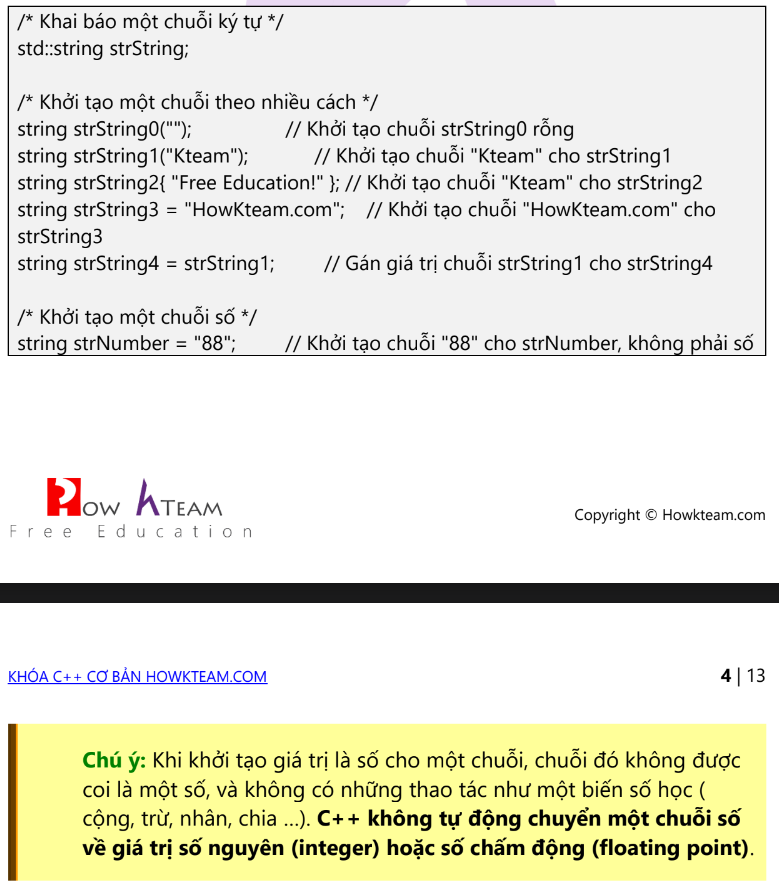 /* Khai báo một chuỗi ký tự */
std::string strString;
/* Khởi tạo một chuỗi theo nhiều cách */
string strString0(""); // Khởi tạo chuỗi strString0 rỗng
string strString1("Kteam"); // Khởi tạo chuỗi "Kteam" cho strString1
string strString2{ "Free Education!" }; // Khởi tạo chuỗi "Kteam" cho strString2
string strString3 = "HowKteam.com"; // Khởi tạo chuỗi "HowKteam.com" cho
strString3
string strString4 = strString1; // Gán giá trị chuỗi strString1 cho strString4
/* Khởi tạo một chuỗi số */
string strNumber = "88"; // Khởi tạo chuỗi "88" cho strNumber, không phải số
How Kteam
Free Education
Copyright © Howkteam.com
KHÓA C++ CƠ BẢN HOWKTEAM.COM
4 | 13
Chú ý: Khi khởi tạo giá trị là số cho một chuỗi, chuỗi đó không được
coi là một số, và không có những thao tác như một biến số học (
cộng, trừ, nhân, chia …). C++ không tự động chuyển một chuỗi số
về giá trị số nguyên (integer) hoặc số chấm động (floating point).